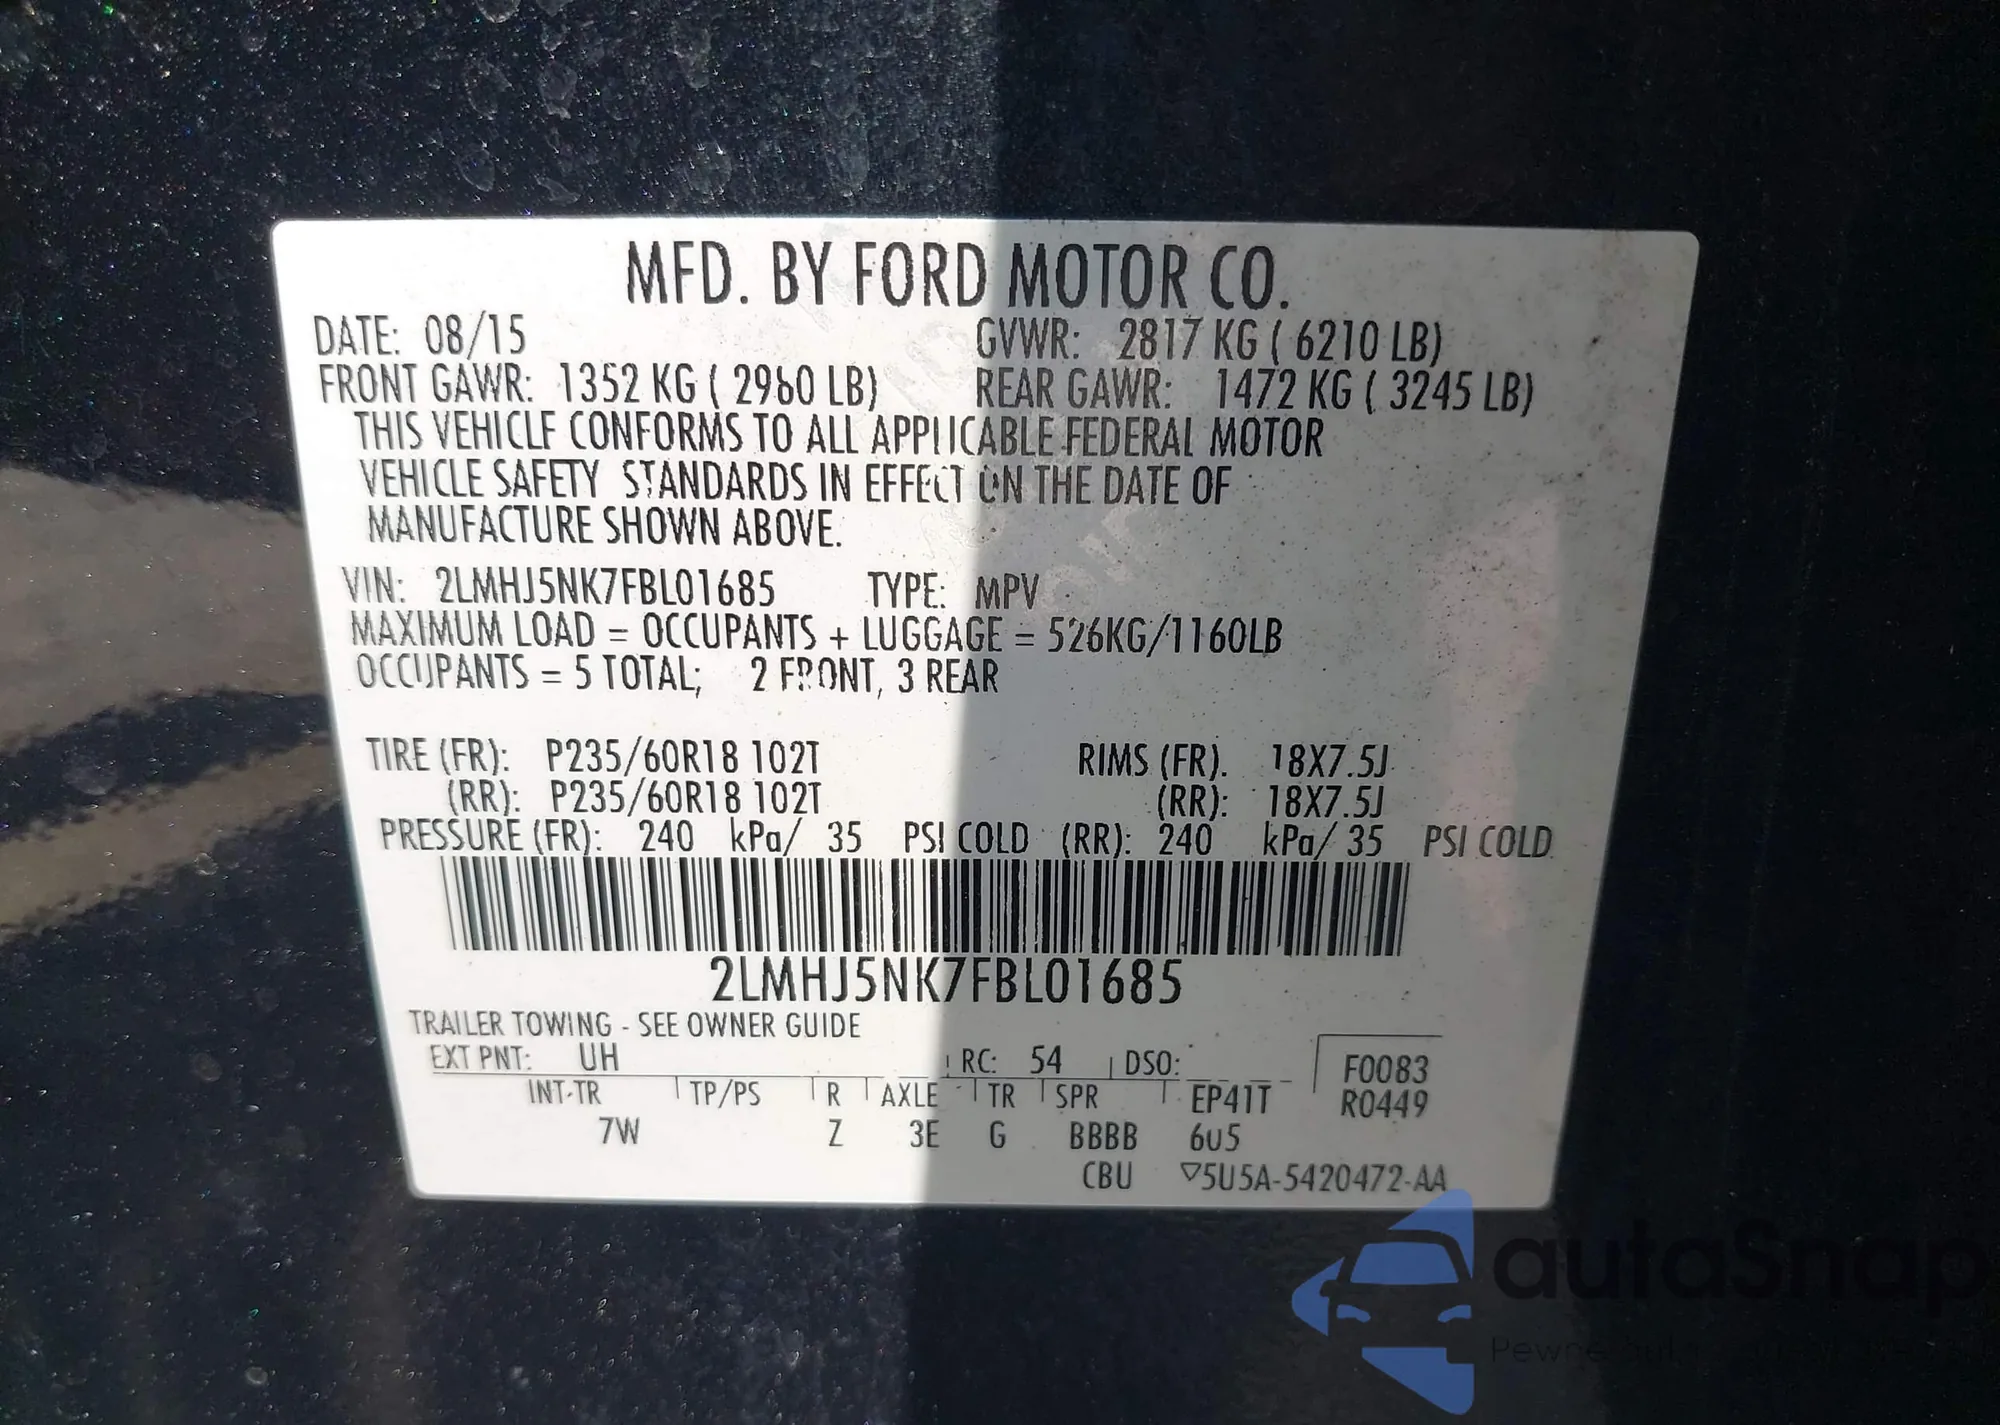 MFD. BY FORD MOTOR CO.
DATE: 08/15 GVWR: 2817 KG ( 6210 LB)
FRONT GAWR: 1352 KG ( 2980 LB) REAR GAWR: 1472 KG ( 3245 LB)
THIS VEHICLE CONFORMS TO ALL APPLICABLE FEDERAL MOTOR
VEHICLE SAFETY STANDARDS IN EFFECT ON THE DATE OF
MANUFACTURE SHOWN ABOVE.
VIN: 2LMHJ5NK7FBL01685 TYPE: MPV
MAXIMUM LOAD = OCCUPANTS + LUGGAGE = 526KG/1160LB
OCCUPANTS = 5 TOTAL; 2 FRONT, 3 REAR
TIRE (FR): P235/60R18 102T RIMS (FR): 18X7.5J
(RR): P235/60R18 102T (RR): 18X7.5J
PRESSURE (FR): 240 kPa/ 35 PSI COLD (RR): 240 kPa/ 35 PSI COLD
2LMHJ5NK7FBL01685
TRAILER TOWING - SEE OWNER GUIDE
EXT PNT: UH RC: 54 DSO: F0083
INT-TR TP/PS R AXLE TR SPR EP41T R0449
7W Z 3E G BBBB 605
CBU ▽5U5A-5420472-AA
autaSnap